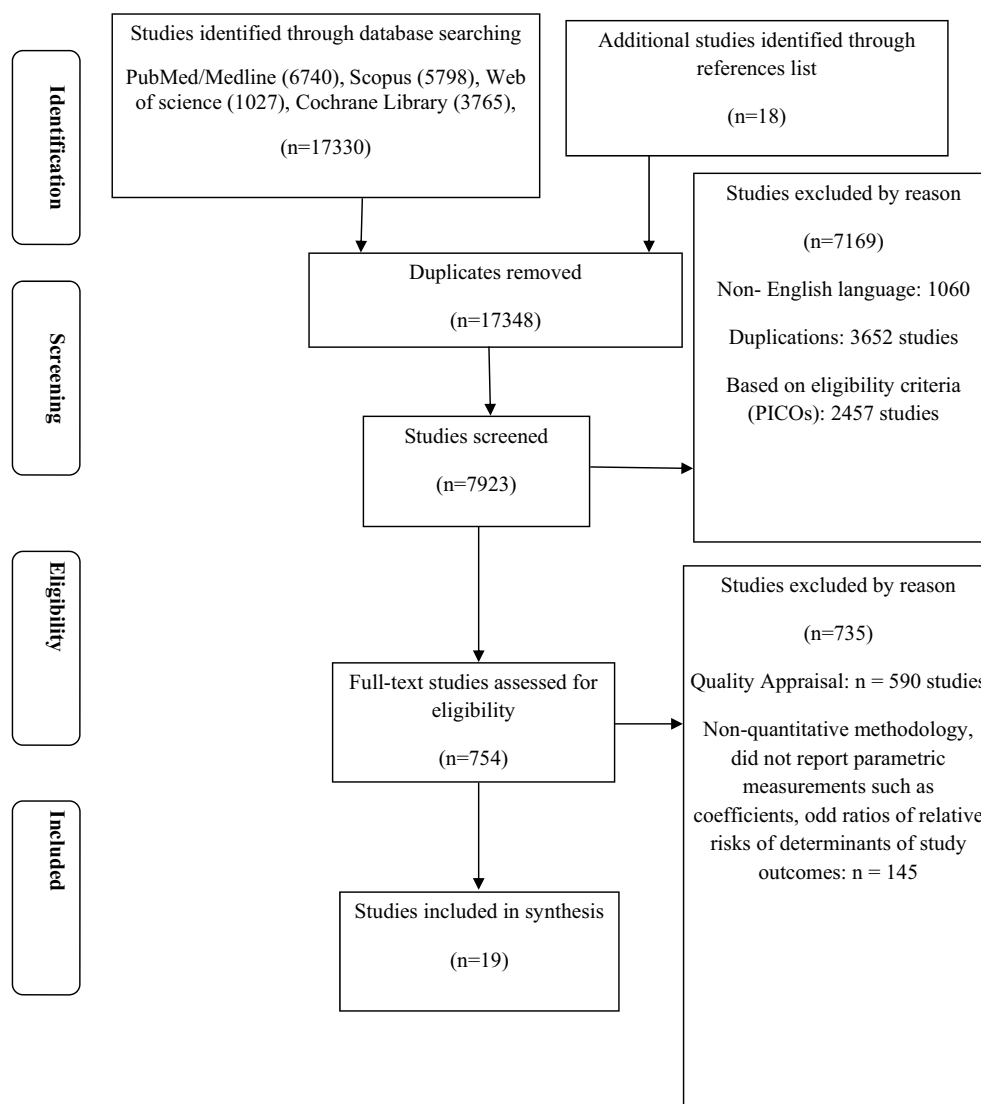 Identification
Studies identified through database searching
PubMed/Medline (6740), Scopus (5798), Web
of science (1027), Cochrane Library (3765),
(n=17330)
Additional studies identified through
references list
(n=18)
Screening
Duplicates removed
(n=17348)
Studies screened
(n=7923)
Studies excluded by reason
(n=7169)
Non- English language: 1060
Duplications: 3652 studies
Based on eligibility criteria
(PICOs): 2457 studies
Eligibility
Full-text studies assessed for
eligibility
(n=754)
Studies excluded by reason
(n=735)
Quality Appraisal: n = 590 studies
Non-quantitative methodology,
did not report parametric
measurements such as
coefficients, odd ratios of relative
risks of determinants of study
outcomes: n = 145
Included
Studies included in synthesis
(n=19)